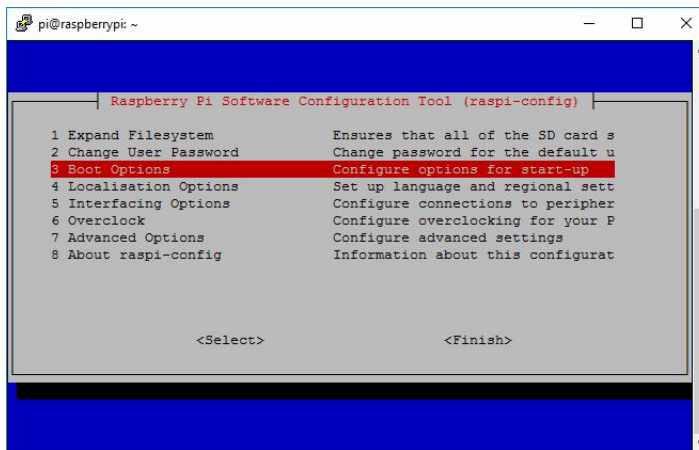 pi@raspberrypi: ~
Raspberry Pi Software Configuration Tool (raspi-config)
1 Expand Filesystem Ensures that all of the SD card s
2 Change User Password Change password for the default u
3 Boot Options Configure options for start-up
4 Localisation Options Set up language and regional sett
5 Interfacing Options Configure connections to peripher
6 Overclock Configure overclocking for your P
7 Advanced Options Configure advanced settings
8 About raspi-config Information about this configurat
<Select> <Finish>